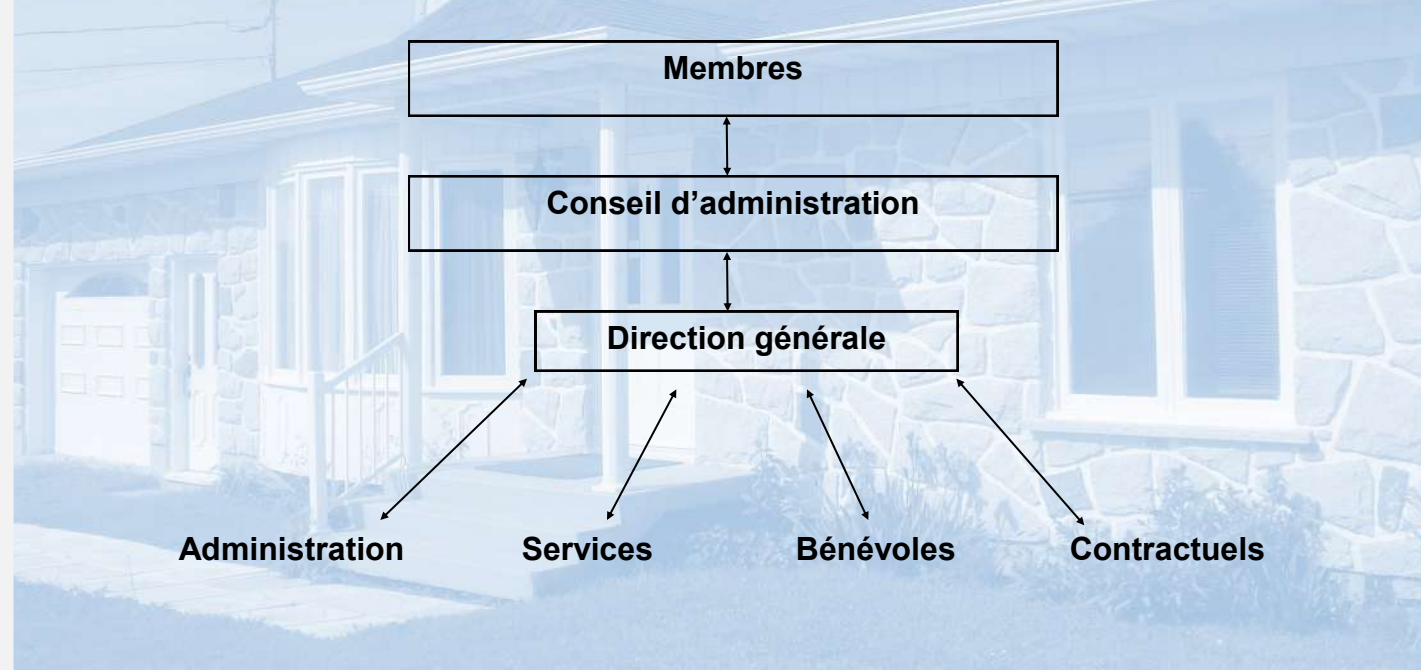 Membres
Conseil d’administration
Direction générale
Administration Services Bénévoles Contractuels